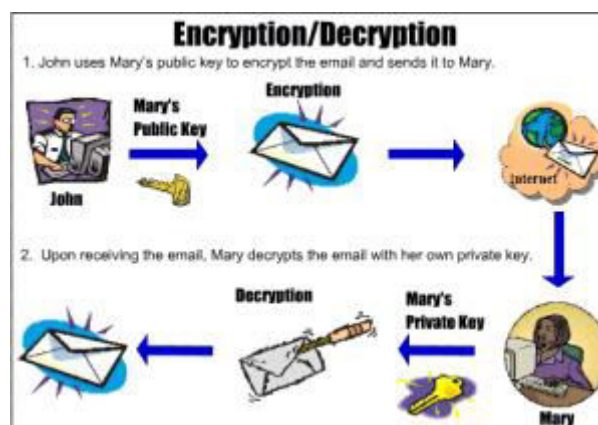 Encryption/Decryption
1. John uses Mary's public key to encrypt the email and sends it to Mary.
Encryption
Mary's
Public Key
John
Internet
2. Upon receiving the email, Mary decrypts the email with her own private key.
Decryption
Mary's
Private Key
Mary